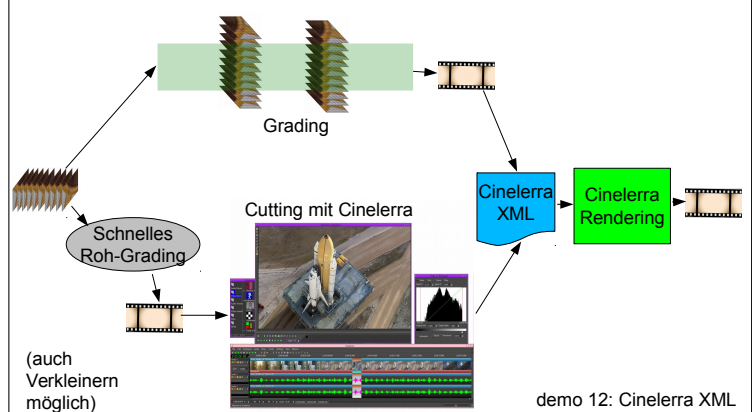 Grading
Cutting mit Cinelerra
Schnelles
Roh-Grading
Cinelerra
XML
Cinelerra
Rendering
(auch
Verkleinern
möglich)
demo 12: Cinelerra XML